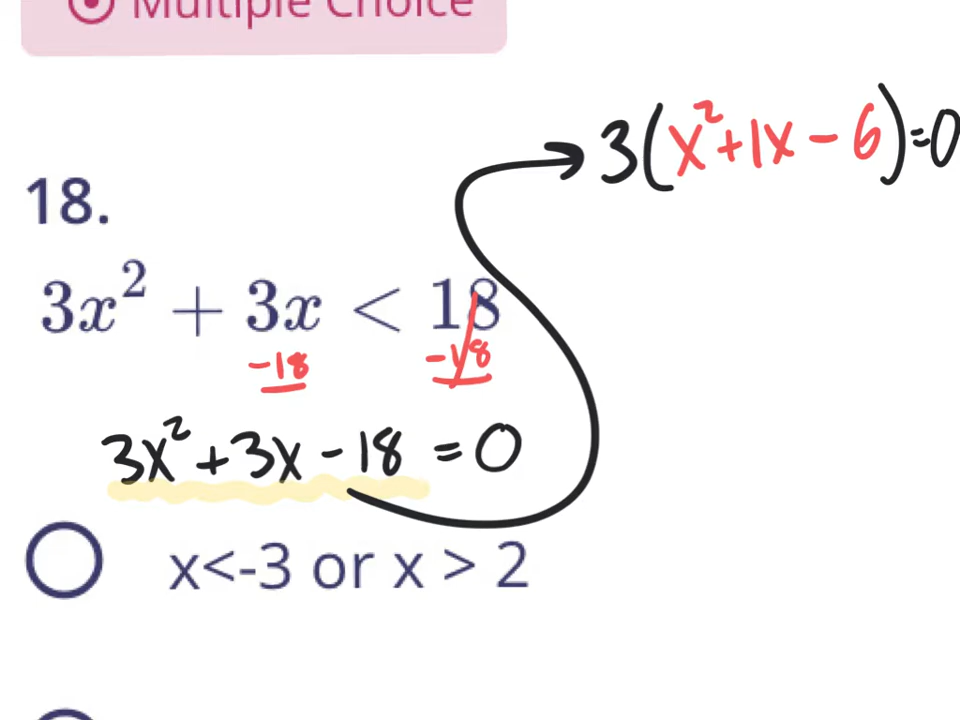 Multiple Choice
3(x²+1x-6)=0
18.
3x² + 3x < 18
-18 -18
3x²+3x-18 = 0
x<-3 or x > 2